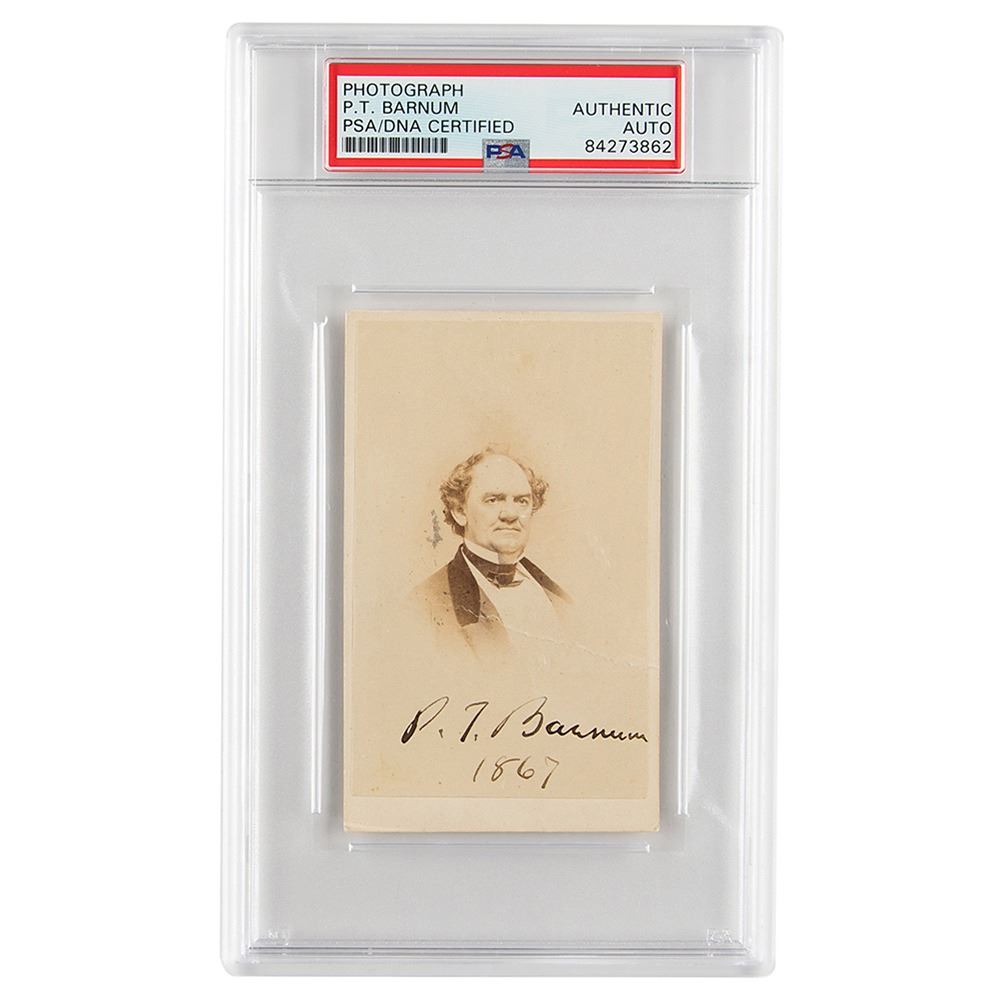 PHOTOGRAPH
P.T. BARNUM
PSA/DNA CERTIFIED
AUTHENTIC
AUTO
84273862
PSA
P. T. Barnum
1867